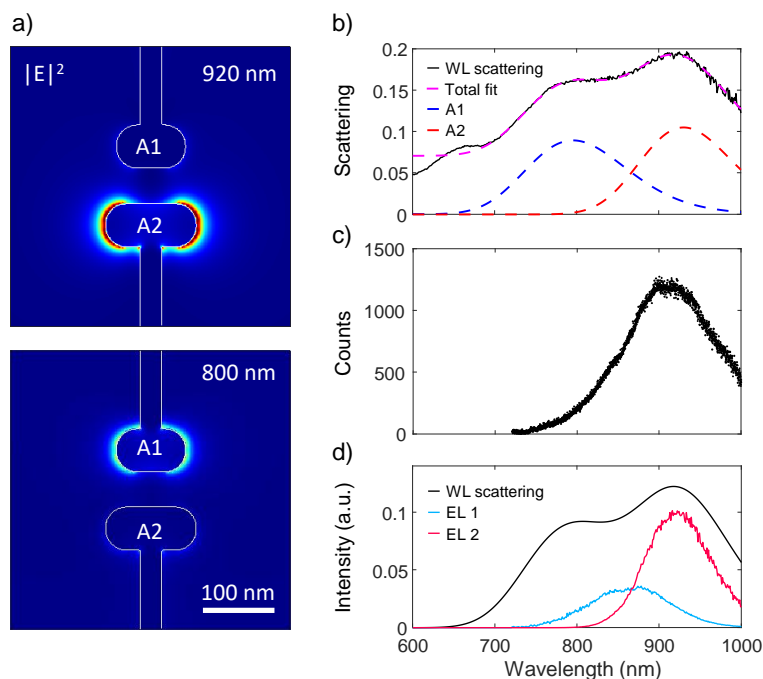 a)
|E|²
920 nm
A1
A2
800 nm
A1
A2
100 nm
b)
Scattering
0.2
0.15
0.1
0.05
0
WL scattering
Total fit
A1
A2
c)
Counts
1500
1000
500
0
d)
Intensity (a.u.)
0.1
0.05
0
WL scattering
EL 1
EL 2
600 700 800 900 1000
Wavelength (nm)